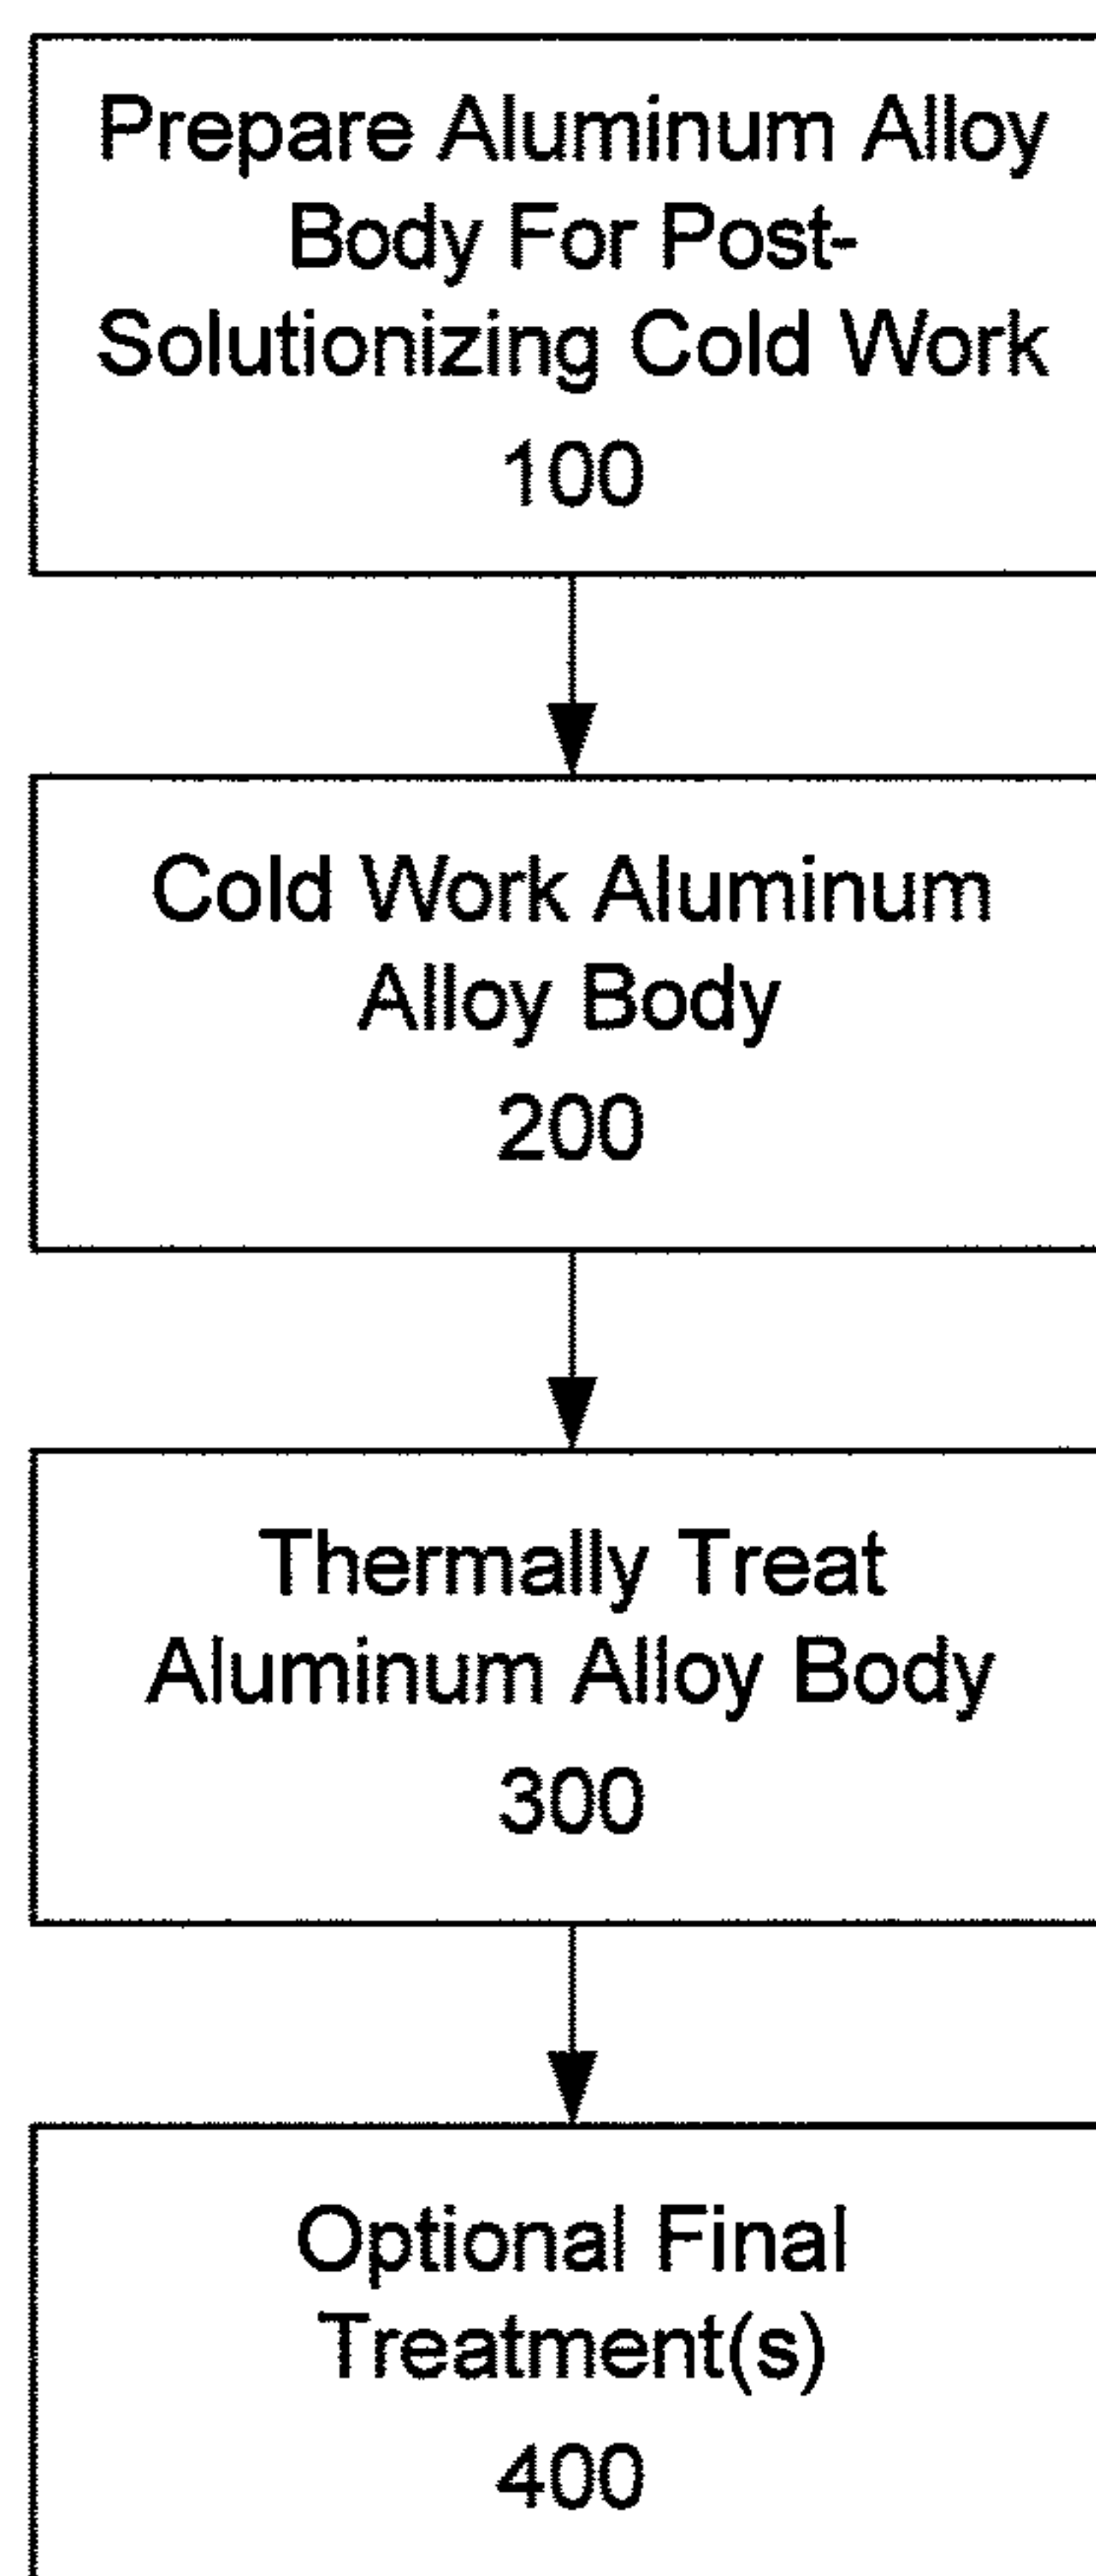 Prepare Aluminum Alloy
Body For Post-
Solutionizing Cold Work
100
Cold Work Aluminum
Alloy Body
200
Thermally Treat
Aluminum Alloy Body
300
Optional Final
Treatment(s)
400